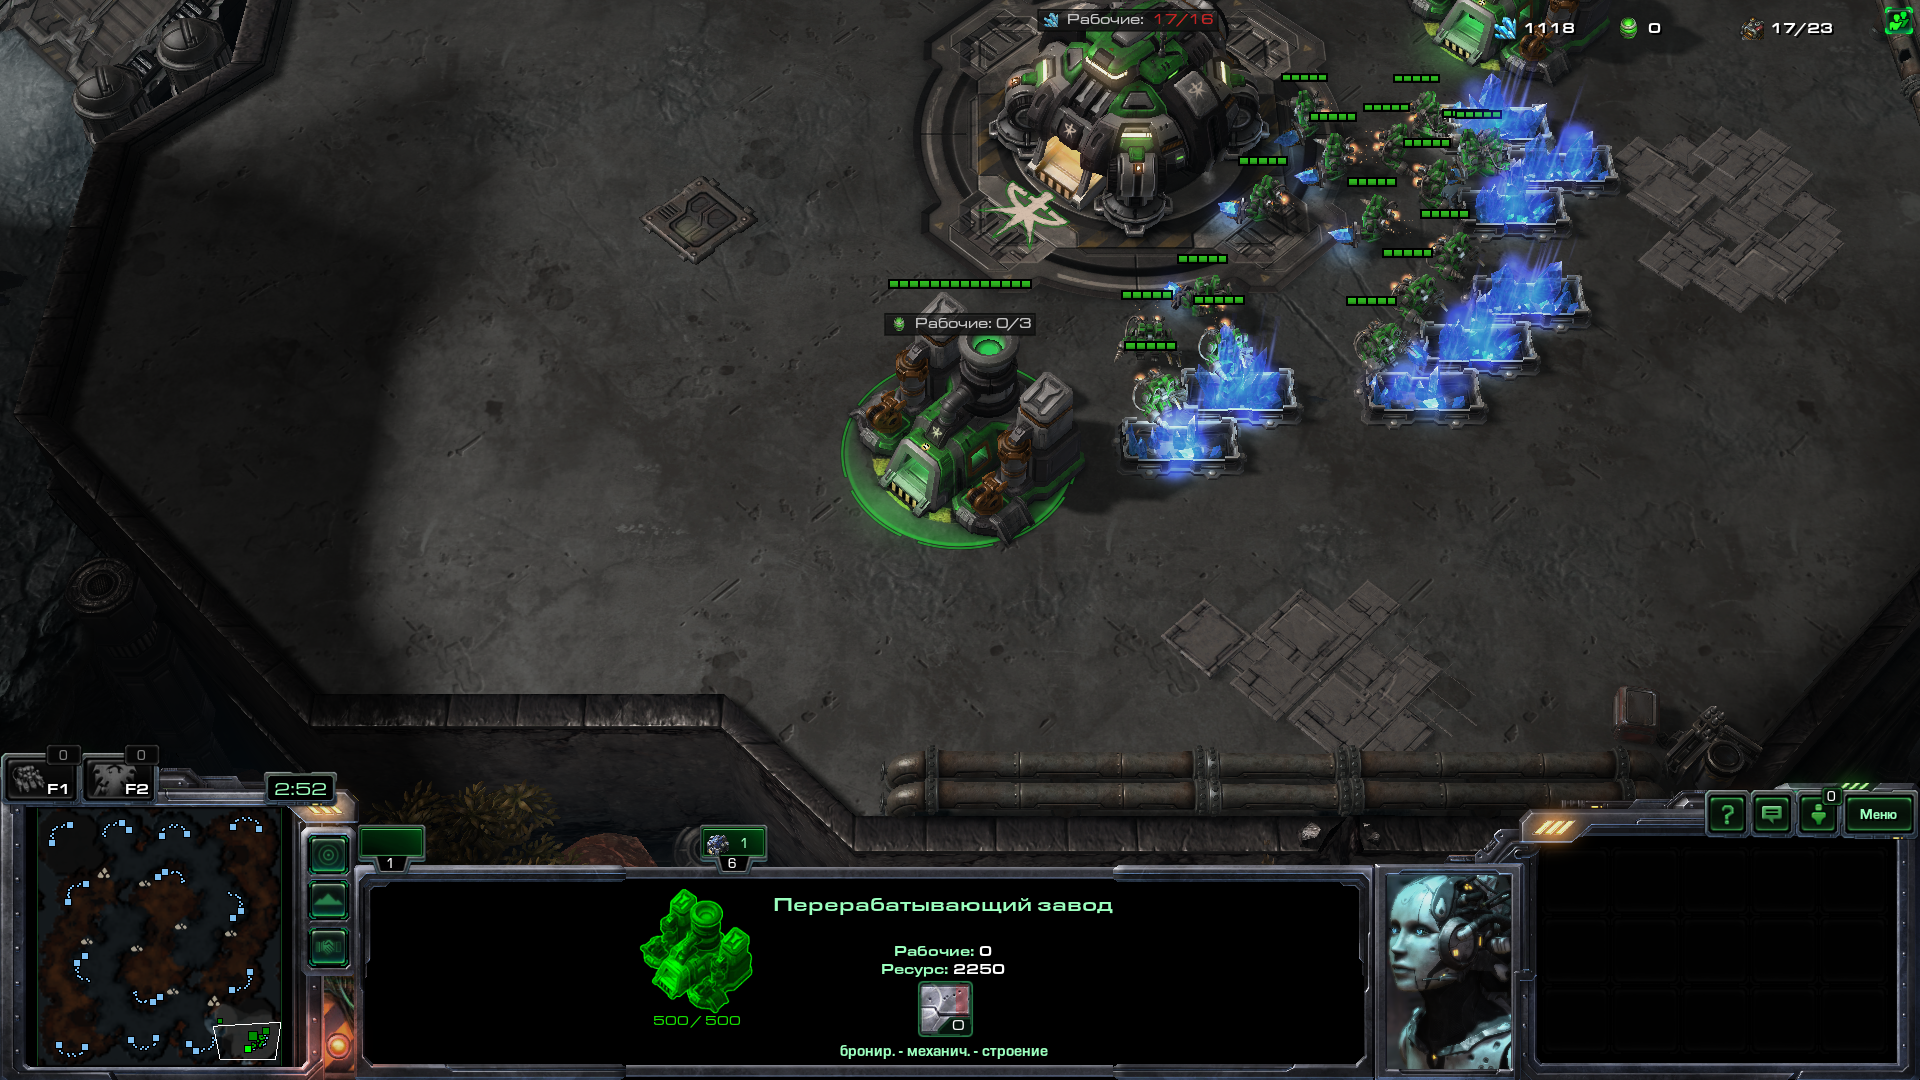 Рабочие: 17/16
1118
0
17/23
Рабочие: 0/3
0
0
F1
F2
2:52
1
1
6
Перерабатывающий завод
Рабочие: 0
Ресурс: 2250
0
500/500
бронир. - механич. - строение
?
0
Меню